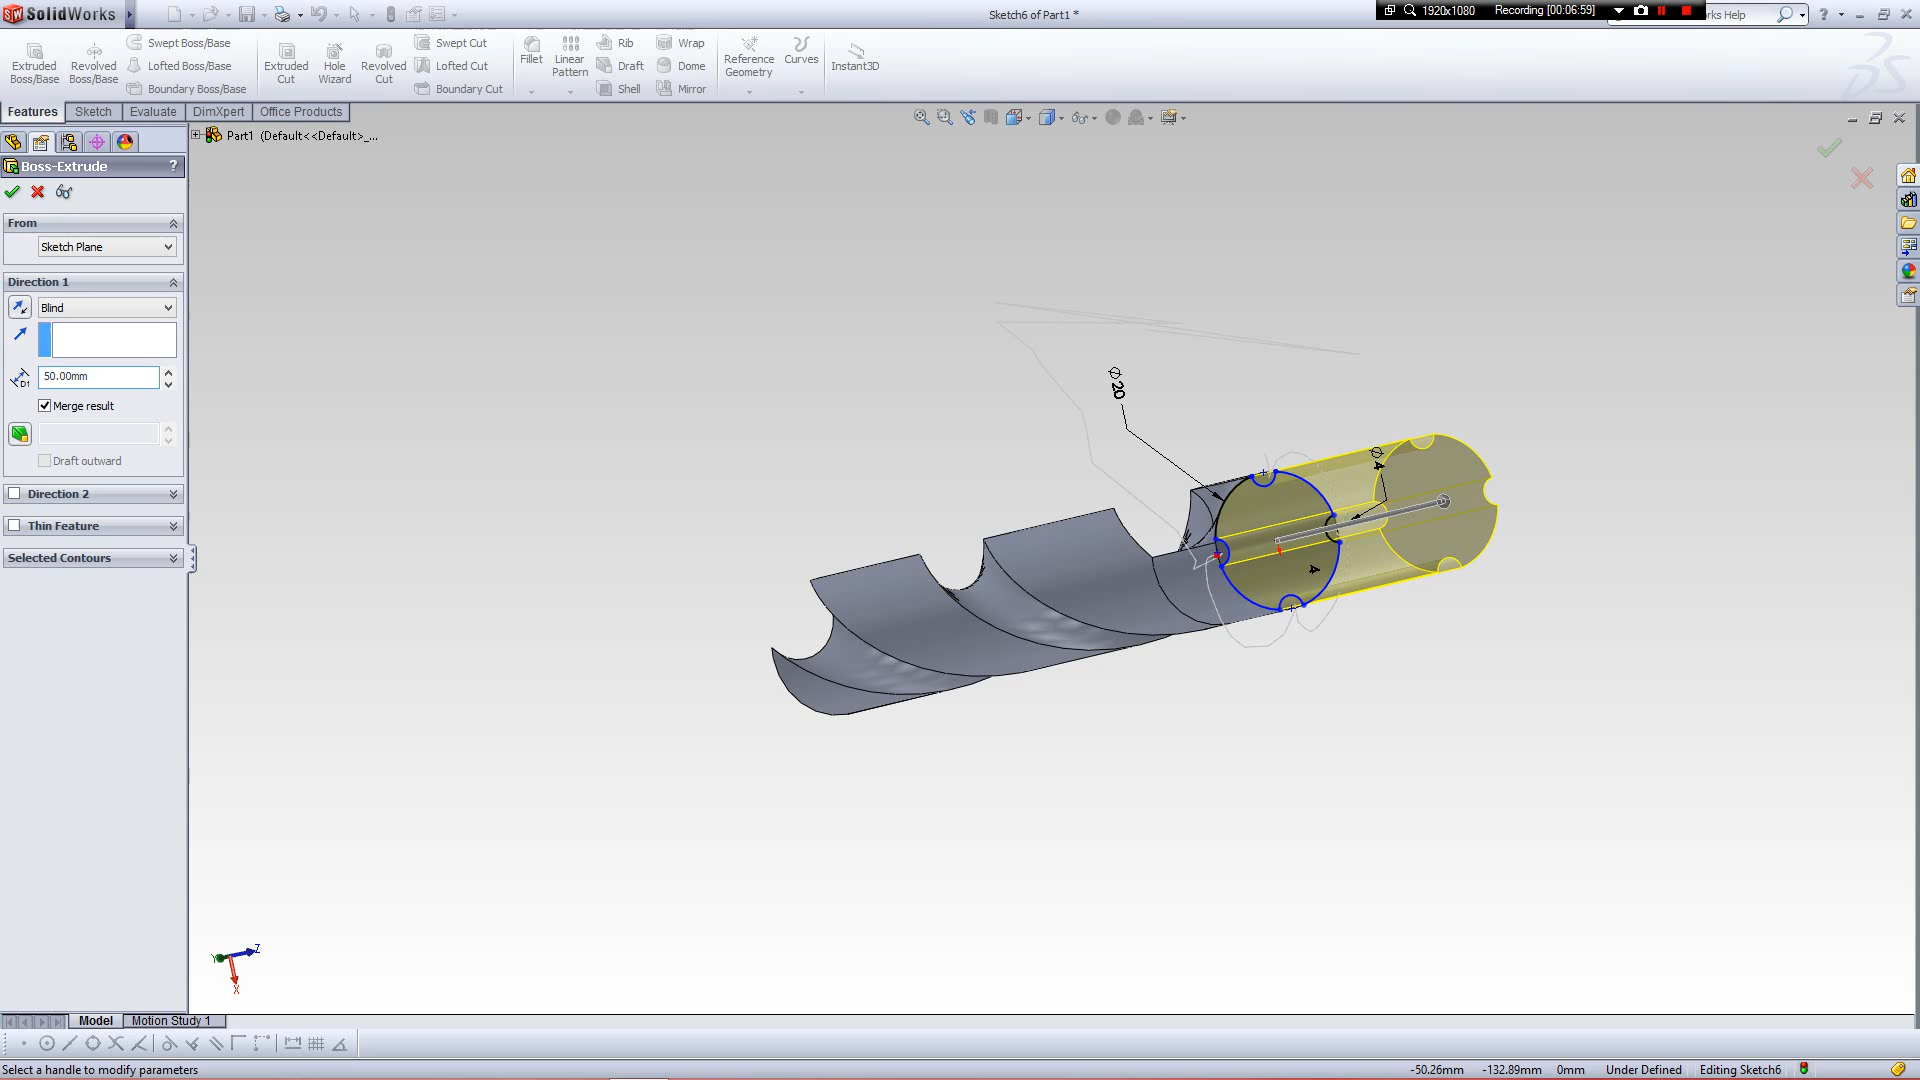 SolidWorks
Sketch6 of Part1 *
1920x1080
Recording [00:06:59]
rks Help
Extruded Boss/Base
Revolved Boss/Base
Swept Boss/Base
Lofted Boss/Base
Boundary Boss/Base
Extruded Cut
Hole Wizard
Revolved Cut
Swept Cut
Lofted Cut
Boundary Cut
Fillet
Linear Pattern
Rib
Draft
Shell
Wrap
Dome
Mirror
Reference Geometry
Curves
Instant3D
Features
Sketch
Evaluate
DimXpert
Office Products
Part1 (Default<<Default>_...
Boss-Extrude
?
From
Sketch Plane
Direction 1
Blind
D1
50.00mm
Merge result
Draft outward
Direction 2
Thin Feature
Selected Contours
⌀ 20
⌀ 4
4
Z
Y
X
Model
Motion Study 1
Select a handle to modify parameters
-50.26mm
-132.89mm
0mm
Under Defined
Editing Sketch6